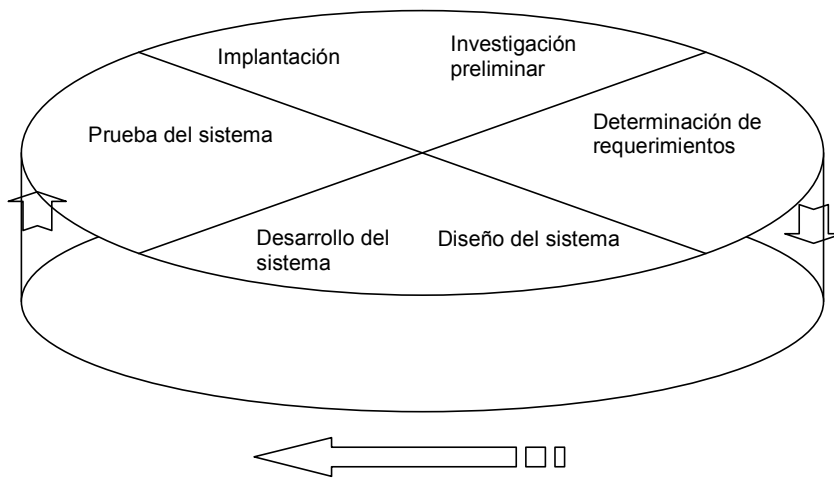 Implantación
Investigación
preliminar
Prueba del sistema
Determinación de
requerimientos
Desarrollo del
sistema
Diseño del sistema